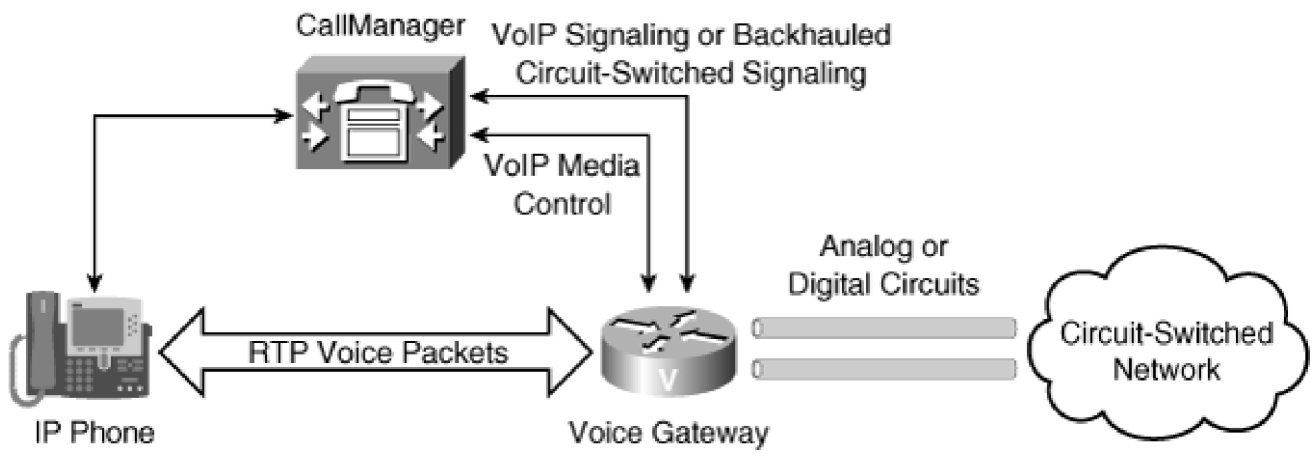 CallManager
VoIP Signaling or Backhauled
Circuit-Switched Signaling
VoIP Media
Control
Analog or
Digital Circuits
RTP Voice Packets
V
Circuit-Switched
Network
IP Phone
Voice Gateway